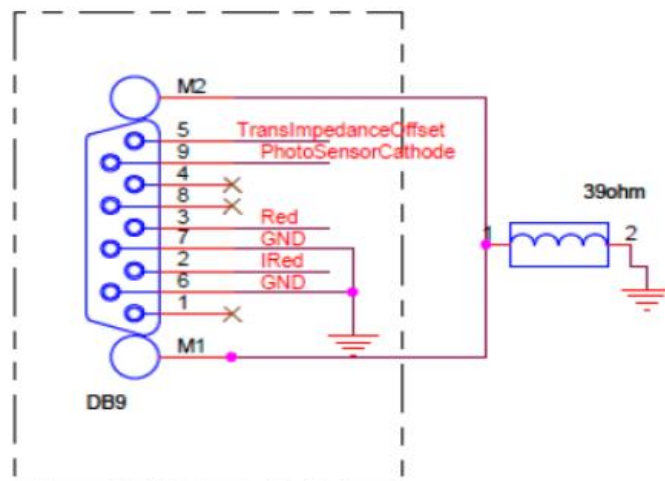 M2
5 TransImpedanceOffset
9 PhotoSensorCathode
4
8
39ohm
3 Red
7 GND
1 2
2 IRed
6 GND
1
M1
DB9